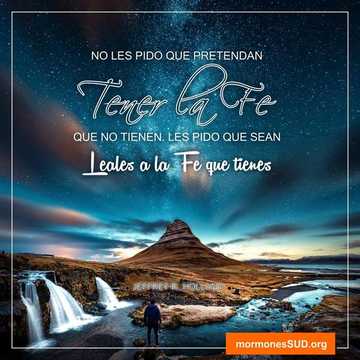 NO LES PIDO QUE PRETENDAN
Tener la Fe
QUE NO TIENEN. LES PIDO QUE SEAN
Leales a la Fe que tienes
JEFFREY R. HOLLAND
mormonesSUD.org